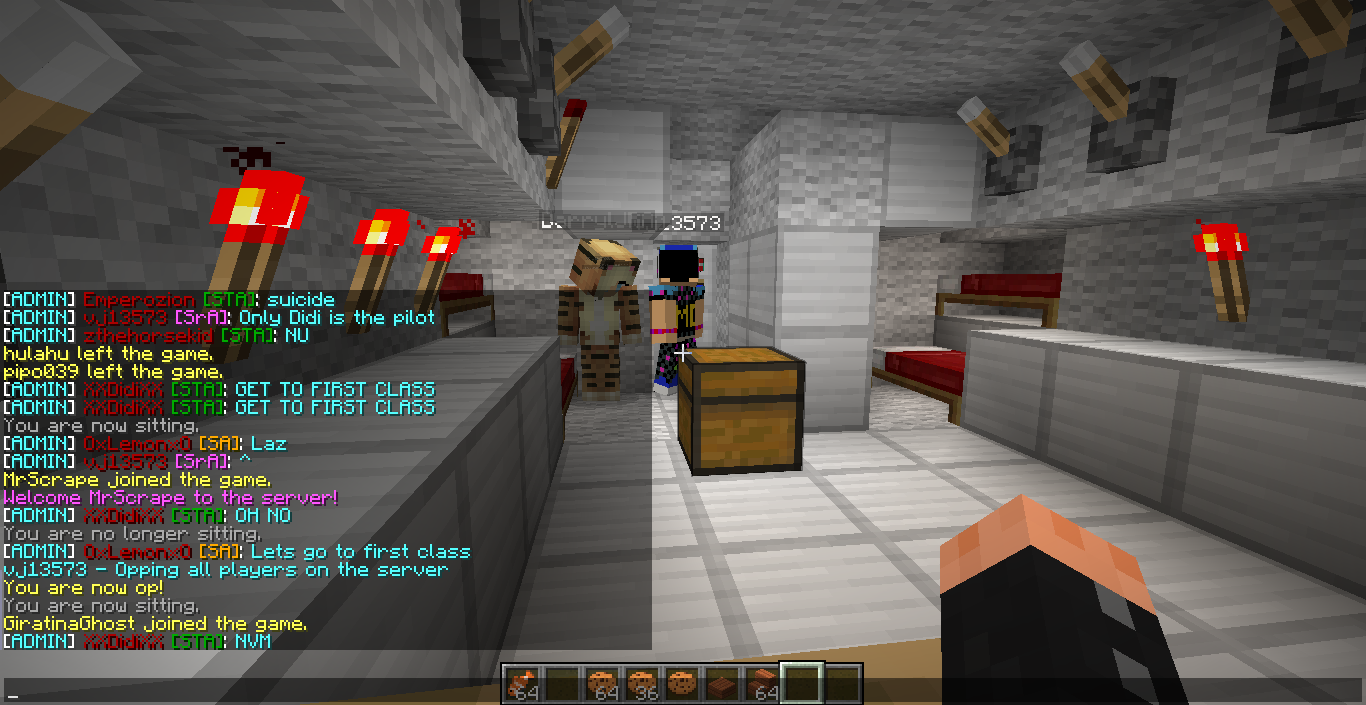 13573
MO
[ADMIN] Emperozion [STA]: suicide
[ADMIN] vj13573 [SrA]: Only Didi is the pilot
[ADMIN] zthehorsekid [STA]: NU
hulahu left the game.
pipo039 left the game.
[ADMIN] XXDidiXX [STA]: GET TO FIRST CLASS
[ADMIN] XXDidiXX [STA]: GET TO FIRST CLASS
You are now sitting.
[ADMIN] 0xLemonx0 [SA]: Laz
[ADMIN] vj13573 [SrA]: ^
MrScrape joined the game.
Welcome MrScrape to the server!
[ADMIN] XXDidiXX [STA]: OH NO
You are no longer sitting.
[ADMIN] 0xLemonx0 [SA]: Lets go to first class
vj13573 - Opping all players on the server
You are now op!
You are now sitting.
GiratinaGhost joined the game.
[ADMIN] XXDidiXX [STA]: NVM
_
64
64
36
64